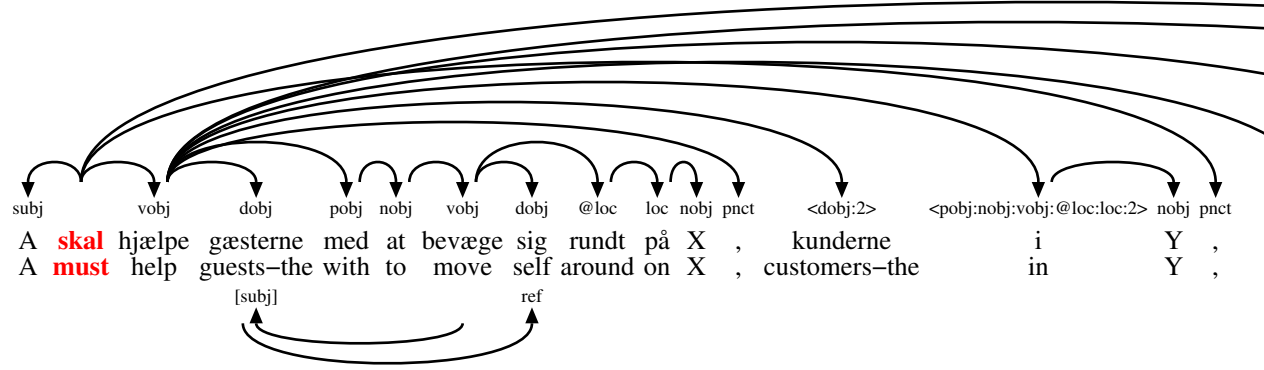 subj vobj dobj pobj nobj vobj dobj @loc loc nobj pnct <dobj:2> <pobj:nobj:vobj:@loc:loc:2> nobj pnct
A skal hjælpe gæsterne med at bevæge sig rundt på X , kunderne i Y ,
A must help guests–the with to move self around on X , customers–the in Y ,
[subj] ref